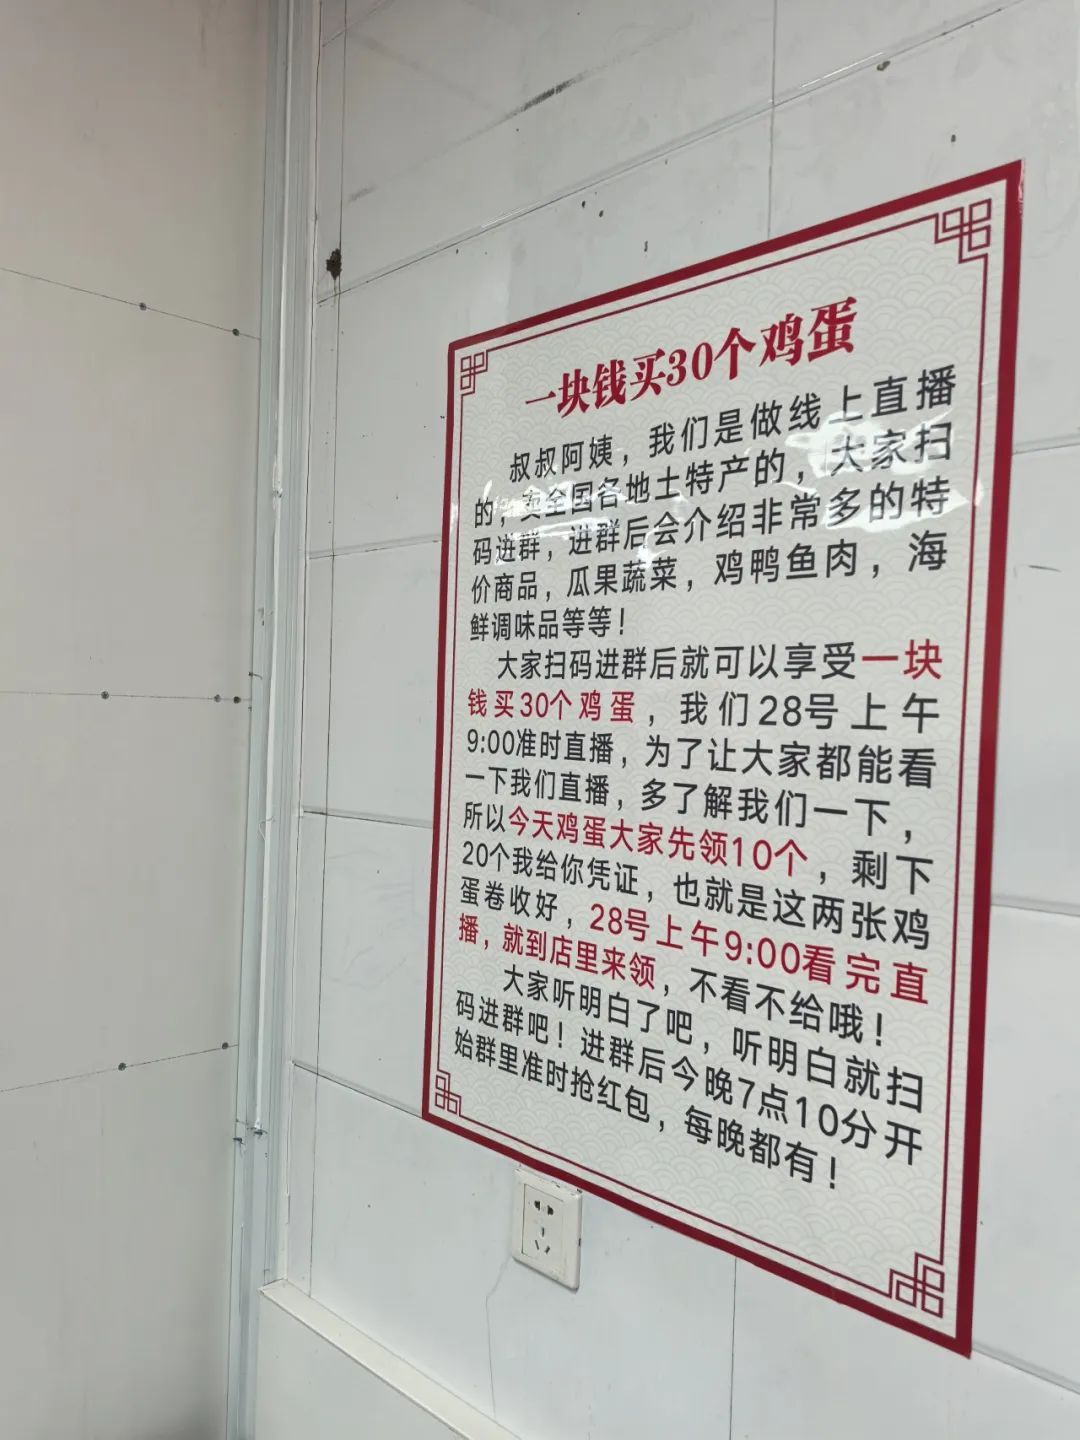 一块钱买30个鸡蛋
叔叔阿姨，我们是做线上直播
的，卖全国各地土特产的，大家扫
码进群，进群后会介绍非常多的特
价商品，瓜果蔬菜，鸡鸭鱼肉，海
鲜调味品等等！
大家扫码进群后就可以享受一块
钱买30个鸡蛋，我们28号上午
9:00准时直播，为了让大家都能看
一下我们直播，多了解我们一下，
所以今天鸡蛋大家先领10个，剩下
20个我给你凭证，也就是这两张鸡
蛋卷收好，28号上午9:00看完直
播，就到店里来领，不看不给哦！
大家听明白了吧，听明白就扫
码进群吧！进群后今晚7点10分开
始群里准时抢红包，每晚都有！